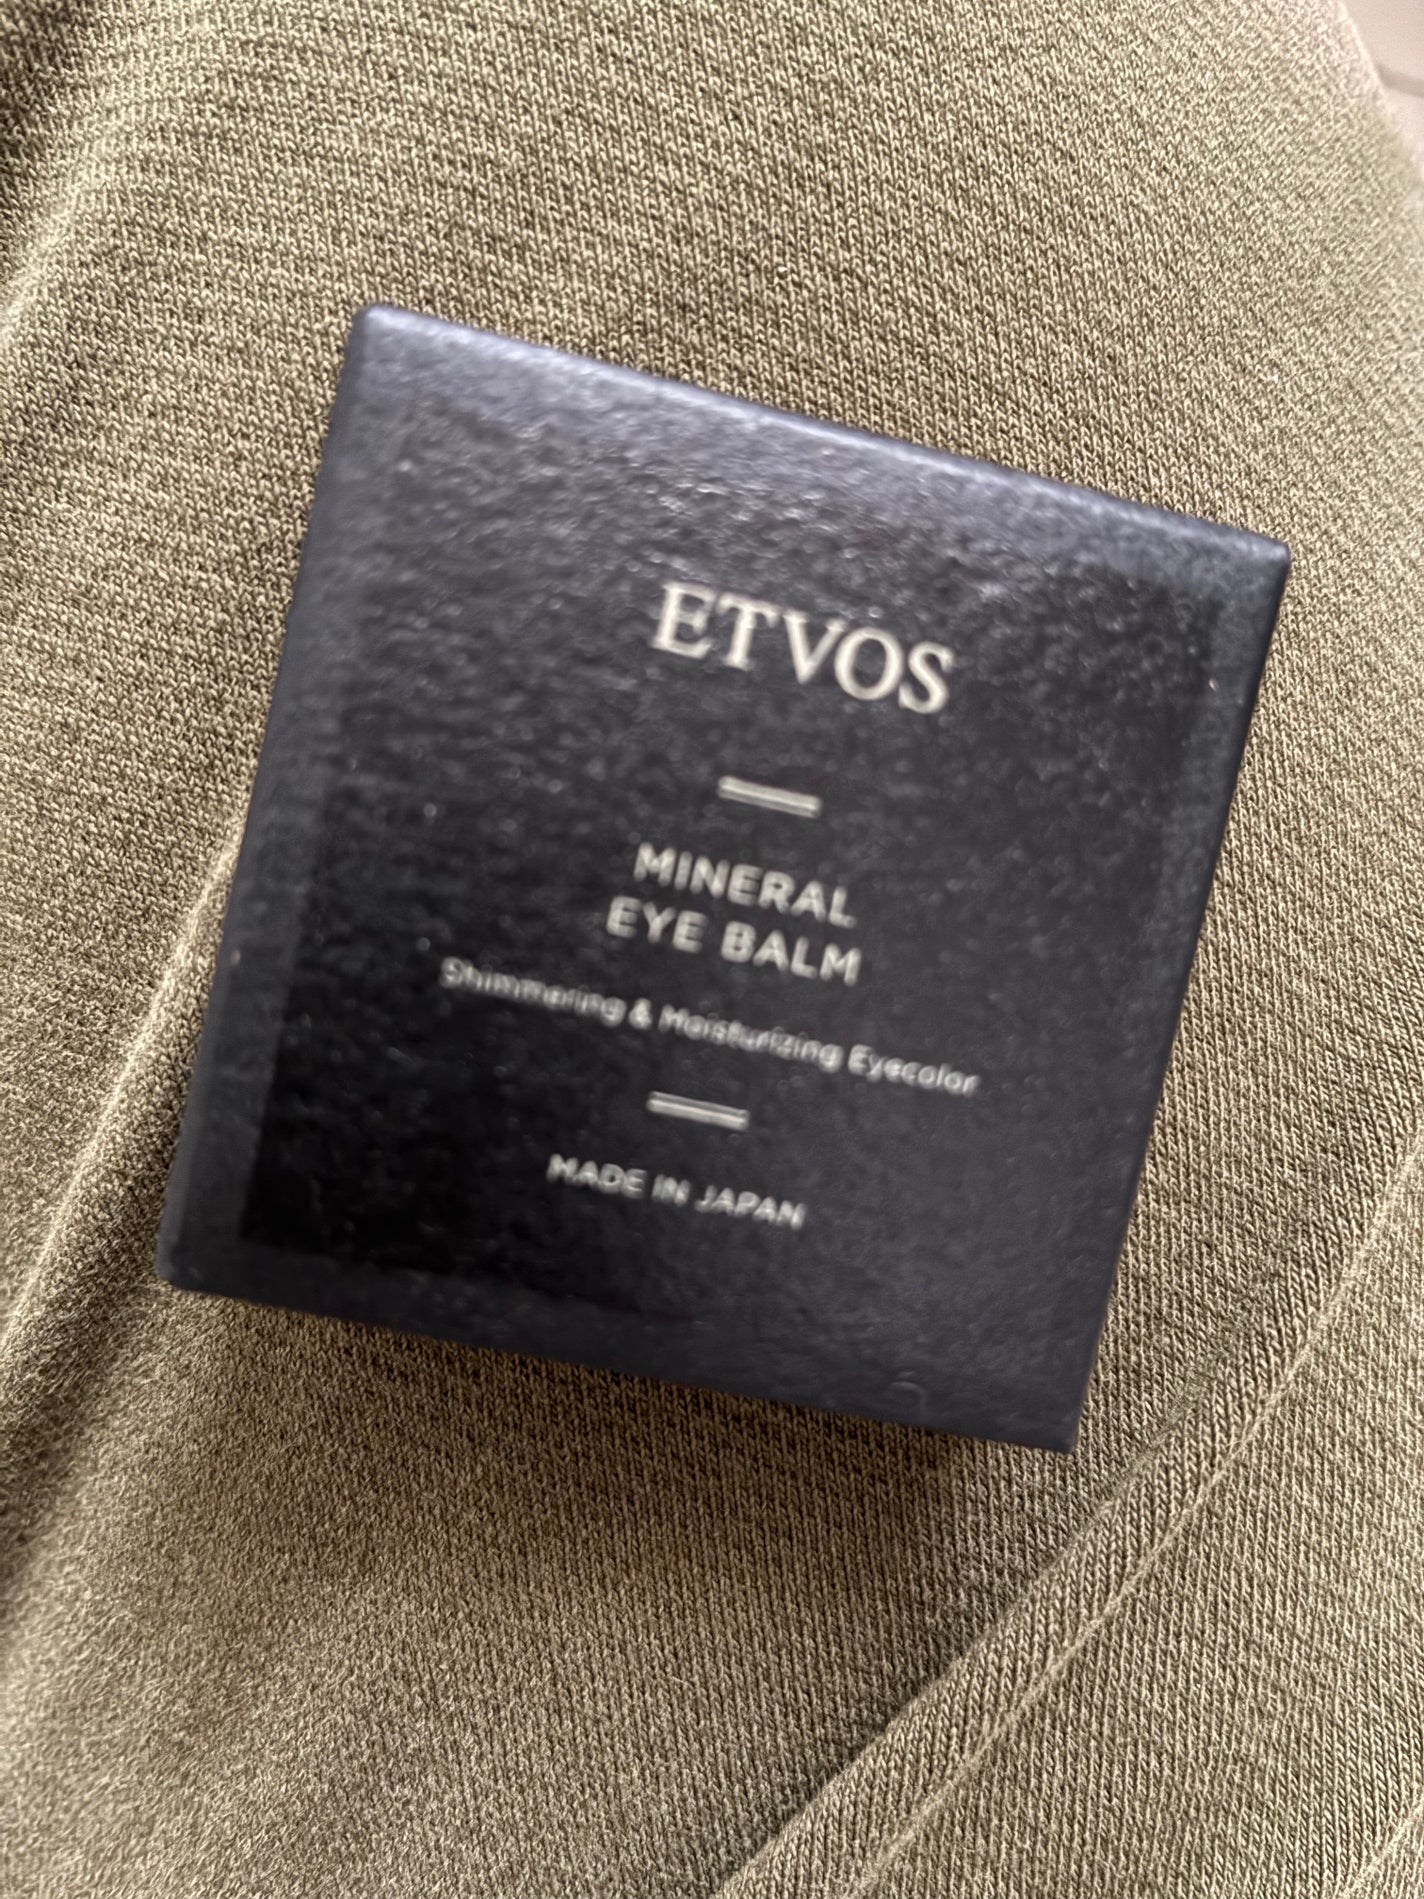 ETVOS
MINERAL
EYE BALM
Shimmering & Moisturizing Eyecolor
MADE IN JAPAN